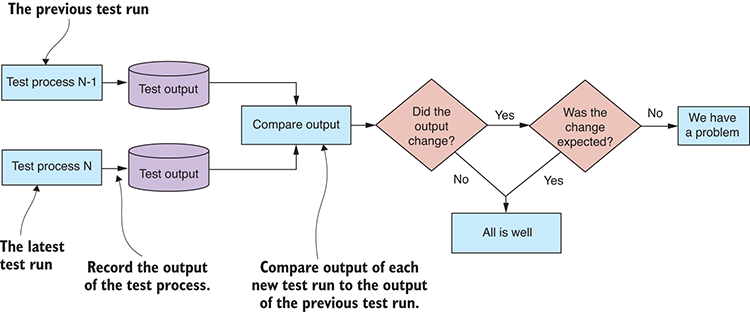 The previous test run
Test process N-1
Test output
Compare output
Did the
output
change?
Yes
Was the
change
expected?
No
We have
a problem
Test process N
Test output
No
Yes
All is well
The latest
test run
Record the output
of the test process.
Compare output of each
new test run to the output
of the previous test run.